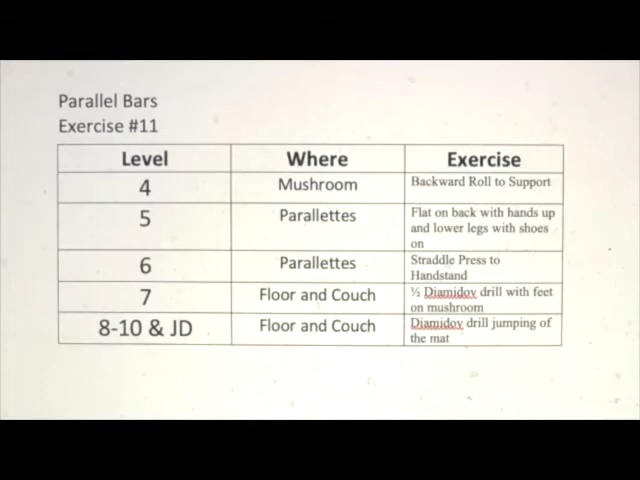 Parallel Bars
Exercise #11
Level Where Exercise
4 Mushroom Backward Roll to Support
5 Parallettes Flat on back with hands up
and lower legs with shoes
on
6 Parallettes Straddle Press to
Handstand
7 Floor and Couch ½ Diamidov drill with feet
on mushroom
8-10 & JD Floor and Couch Diamidov drill jumping of
the mat